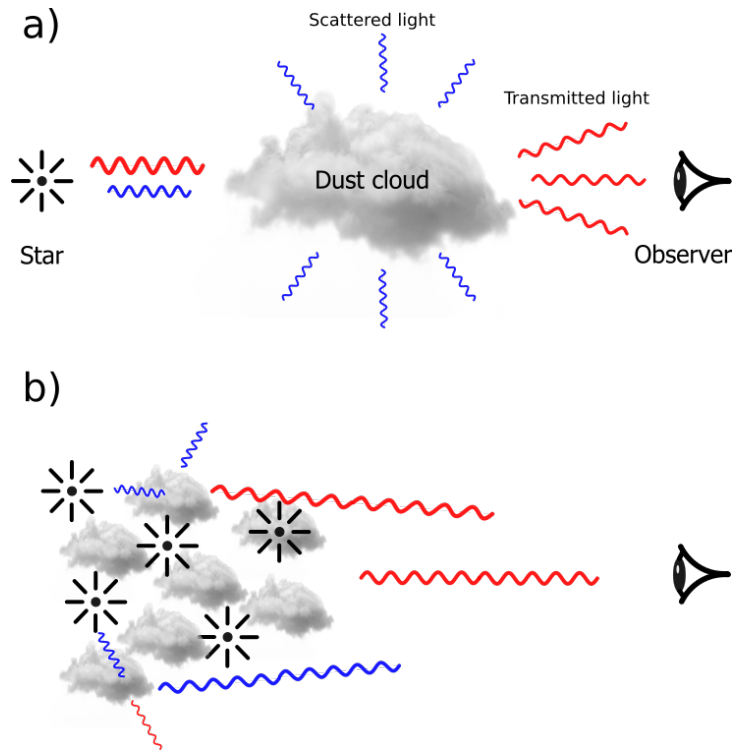 a)
Scattered light
Transmitted light
Dust cloud
Star
Observer
b)